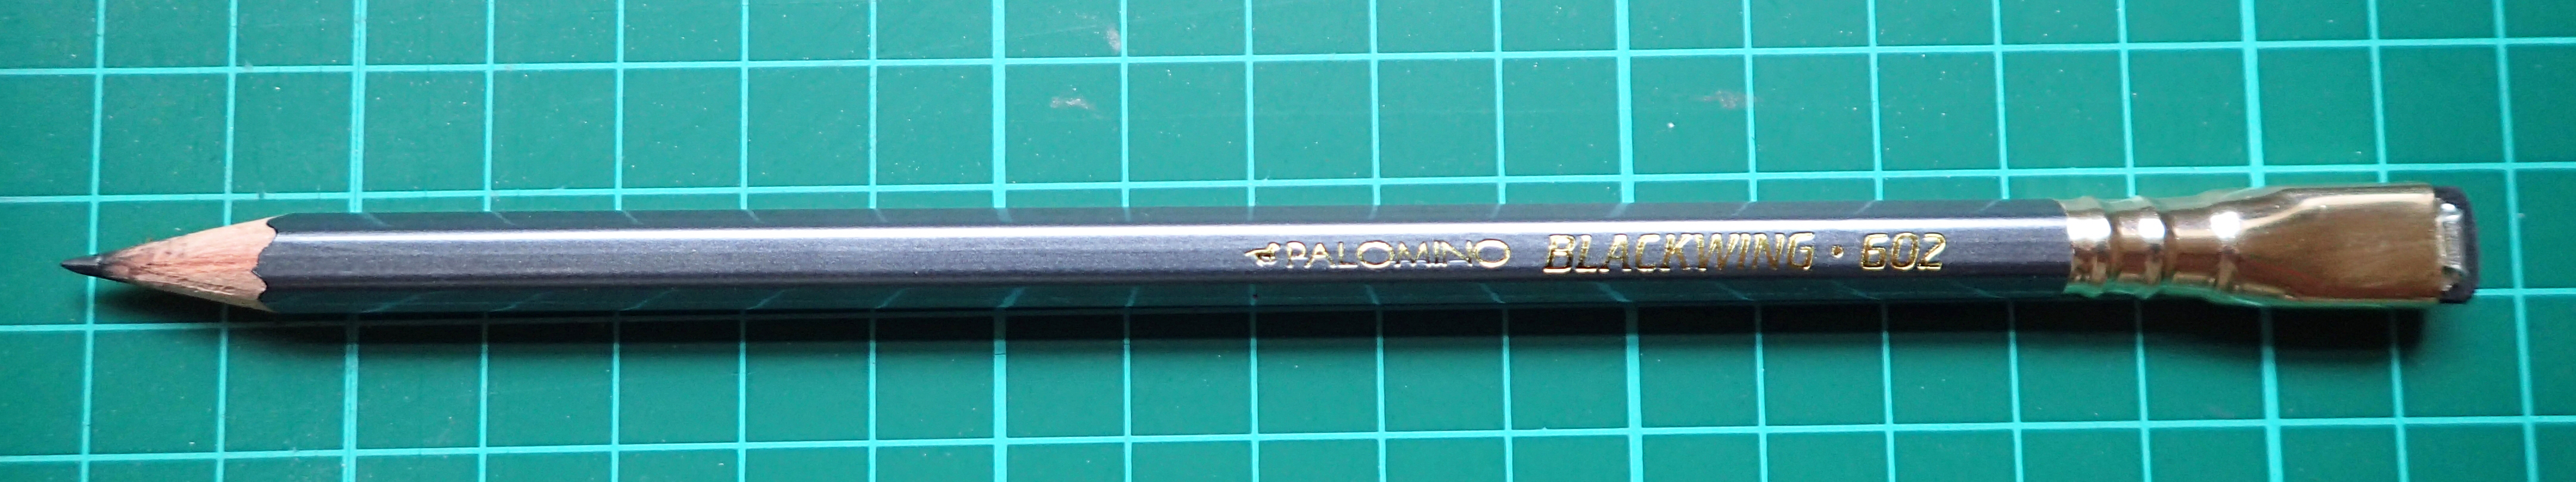 PALOMINO BLACKWING • 602